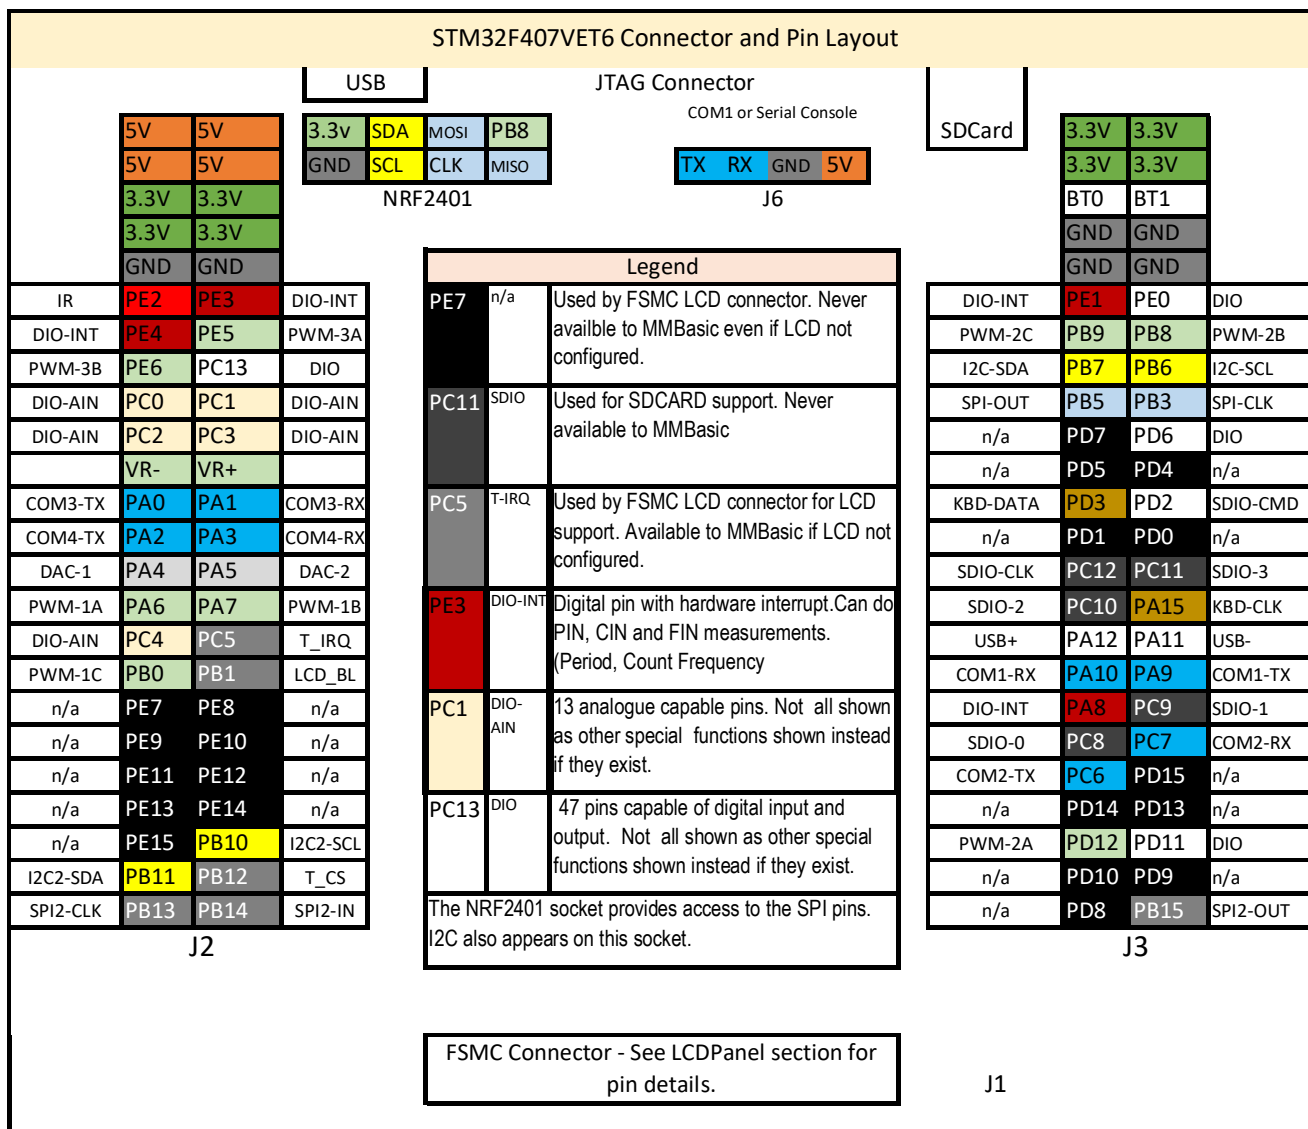 STM32F407VET6 Connector and Pin Layout
USB
JTAG Connector
SDCard
COM1 or Serial Console
5V 5V
5V 5V
3.3V 3.3V
3.3V 3.3V
GND GND
IR PE2 PE3 DIO-INT
DIO-INT PE4 PE5 PWM-3A
PWM-3B PE6 PC13 DIO
DIO-AIN PC0 PC1 DIO-AIN
DIO-AIN PC2 PC3 DIO-AIN
VR- VR+
COM3-TX PA0 PA1 COM3-RX
COM4-TX PA2 PA3 COM4-RX
DAC-1 PA4 PA5 DAC-2
PWM-1A PA6 PA7 PWM-1B
DIO-AIN PC4 PC5 T_IRQ
PWM-1C PB0 PB1 LCD_BL
n/a PE7 PE8 n/a
n/a PE9 PE10 n/a
n/a PE11 PE12 n/a
n/a PE13 PE14 n/a
n/a PE15 PB10 I2C2-SCL
I2C2-SDA PB11 PB12 T_CS
SPI2-CLK PB13 PB14 SPI2-IN
J2
3.3v SDA MOSI PB8
GND SCL CLK MISO
NRF2401
TX RX GND 5V
J6
Legend
PE7 n/a Used by FSMC LCD connector. Never
availble to MMBasic even if LCD not
configured.
PC11 SDIO Used for SDCARD support. Never
available to MMBasic
PC5 T-IRQ Used by FSMC LCD connector for LCD
support. Available to MMBasic if LCD not
configured.
PE3 DIO-INT Digital pin with hardware interrupt.Can do
PIN, CIN and FIN measurements.
(Period, Count Frequency
PC1 DIO-
AIN
13 analogue capable pins. Not all shown
as other special functions shown instead
if they exist.
PC13 DIO 47 pins capable of digital input and
output. Not all shown as other special
functions shown instead if they exist.
The NRF2401 socket provides access to the SPI pins.
I2C also appears on this socket.
3.3V 3.3V
3.3V 3.3V
BT0 BT1
GND GND
GND GND
DIO-INT PE1 PE0 DIO
PWM-2C PB9 PB8 PWM-2B
I2C-SDA PB7 PB6 I2C-SCL
SPI-OUT PB5 PB3 SPI-CLK
n/a PD7 PD6 DIO
n/a PD5 PD4 n/a
KBD-DATA PD3 PD2 SDIO-CMD
n/a PD1 PD0 n/a
SDIO-CLK PC12 PC11 SDIO-3
SDIO-2 PC10 PA15 KBD-CLK
USB+ PA12 PA11 USB-
COM1-RX PA10 PA9 COM1-TX
DIO-INT PA8 PC9 SDIO-1
SDIO-0 PC8 PC7 COM2-RX
COM2-TX PC6 PD15 n/a
n/a PD14 PD13 n/a
PWM-2A PD12 PD11 DIO
n/a PD10 PD9 n/a
n/a PD8 PB15 SPI2-OUT
J3
FSMC Connector - See LCDPanel section for
pin details.
J1